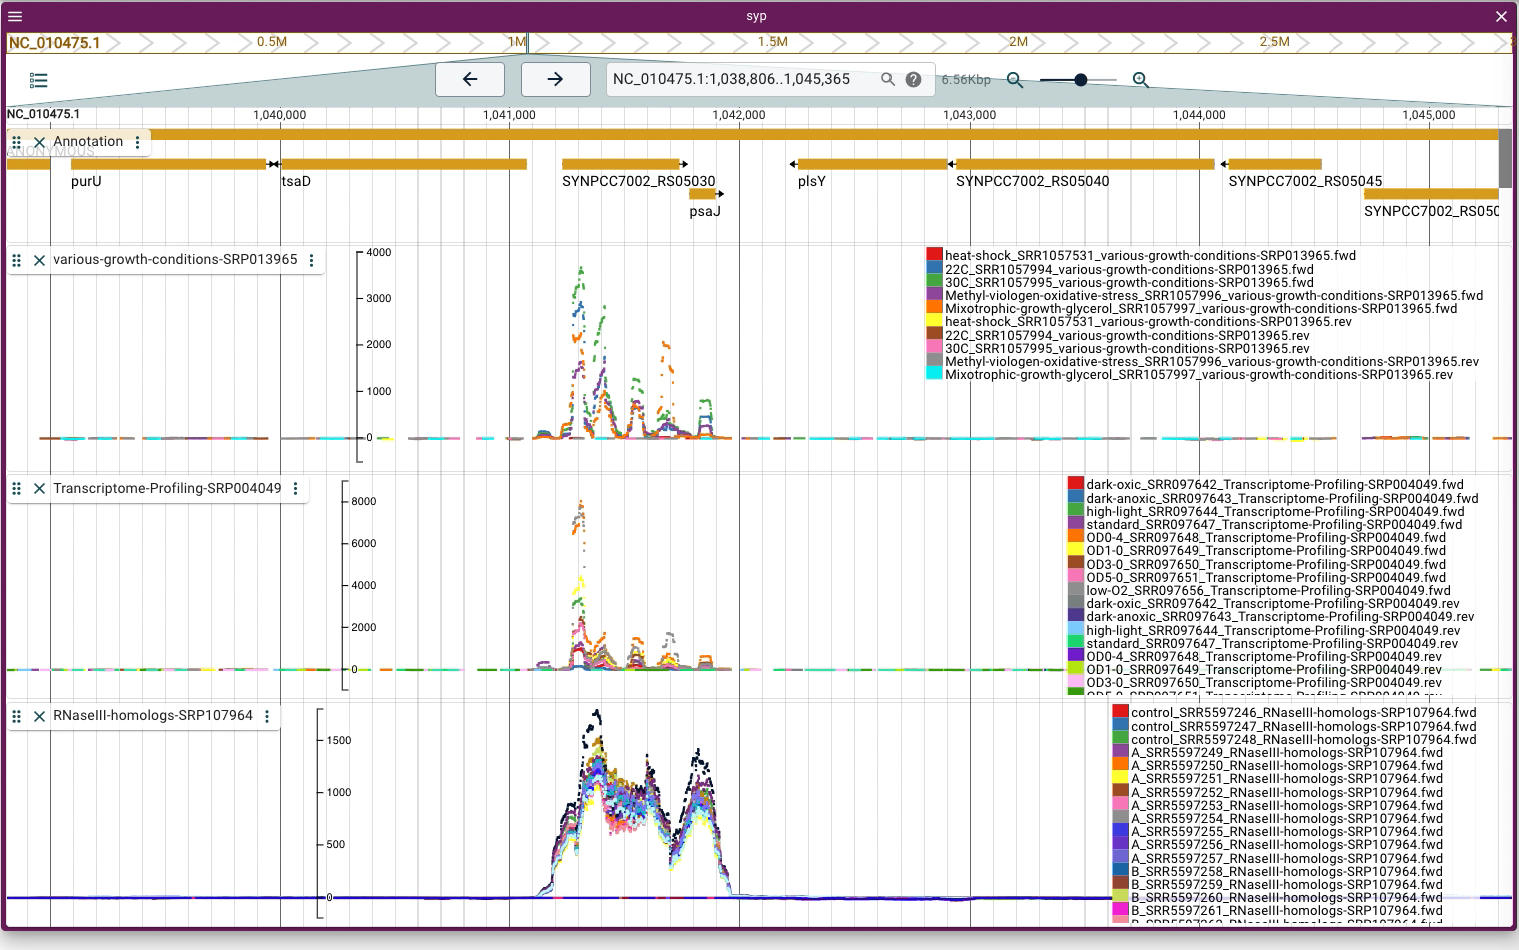 syp
NC_010475.1
0.5M 1M 1.5M 2M 2.5M
NC_010475.1:1,038,806..1,045,365 6.56Kbp
NC_010475.1
1,040,000 1,041,000 1,042,000 1,043,000 1,044,000 1,045,000
Annotation
ANONYMOUS
purU tsaD SYNPCC7002_RS05030 plsY SYNPCC7002_RS05040 SYNPCC7002_RS05045
psaJ SYNPCC7002_RS050
various-growth-conditions-SRP013965
4000
3000
2000
1000
0
heat-shock_SRR1057531_various-growth-conditions-SRP013965.fwd
22C_SRR1057994_various-growth-conditions-SRP013965.fwd
30C_SRR1057995_various-growth-conditions-SRP013965.fwd
Methyl-viologen-oxidative-stress_SRR1057996_various-growth-conditions-SRP013965.fwd
Mixotrophic-growth-glycerol_SRR1057997_various-growth-conditions-SRP013965.fwd
heat-shock_SRR1057531_various-growth-conditions-SRP013965.rev
22C_SRR1057994_various-growth-conditions-SRP013965.rev
30C_SRR1057995_various-growth-conditions-SRP013965.rev
Methyl-viologen-oxidative-stress_SRR1057996_various-growth-conditions-SRP013965.rev
Mixotrophic-growth-glycerol_SRR1057997_various-growth-conditions-SRP013965.rev
Transcriptome-Profiling-SRP004049
8000
6000
4000
2000
0
dark-oxic_SRR097642_Transcriptome-Profiling-SRP004049.fwd
dark-anoxic_SRR097643_Transcriptome-Profiling-SRP004049.fwd
high-light_SRR097644_Transcriptome-Profiling-SRP004049.fwd
standard_SRR097647_Transcriptome-Profiling-SRP004049.fwd
OD0-4_SRR097648_Transcriptome-Profiling-SRP004049.fwd
OD1-0_SRR097649_Transcriptome-Profiling-SRP004049.fwd
OD3-0_SRR097650_Transcriptome-Profiling-SRP004049.fwd
OD5-0_SRR097651_Transcriptome-Profiling-SRP004049.fwd
low-O2_SRR097656_Transcriptome-Profiling-SRP004049.fwd
dark-oxic_SRR097642_Transcriptome-Profiling-SRP004049.rev
dark-anoxic_SRR097643_Transcriptome-Profiling-SRP004049.rev
high-light_SRR097644_Transcriptome-Profiling-SRP004049.rev
standard_SRR097647_Transcriptome-Profiling-SRP004049.rev
OD0-4_SRR097648_Transcriptome-Profiling-SRP004049.rev
OD1-0_SRR097649_Transcriptome-Profiling-SRP004049.rev
OD3-0_SRR097650_Transcriptome-Profiling-SRP004049.rev
RNaseIII-homologs-SRP107964
1500
1000
500
0
control_SRR5597246_RNaseIII-homologs-SRP107964.fwd
control_SRR5597247_RNaseIII-homologs-SRP107964.fwd
control_SRR5597248_RNaseIII-homologs-SRP107964.fwd
A_SRR5597249_RNaseIII-homologs-SRP107964.fwd
A_SRR5597250_RNaseIII-homologs-SRP107964.fwd
A_SRR5597251_RNaseIII-homologs-SRP107964.fwd
A_SRR5597252_RNaseIII-homologs-SRP107964.fwd
A_SRR5597253_RNaseIII-homologs-SRP107964.fwd
A_SRR5597254_RNaseIII-homologs-SRP107964.fwd
A_SRR5597255_RNaseIII-homologs-SRP107964.fwd
A_SRR5597256_RNaseIII-homologs-SRP107964.fwd
A_SRR5597257_RNaseIII-homologs-SRP107964.fwd
B_SRR5597258_RNaseIII-homologs-SRP107964.fwd
B_SRR5597259_RNaseIII-homologs-SRP107964.fwd
B_SRR5597260_RNaseIII-homologs-SRP107964.fwd
B_SRR5597261_RNaseIII-homologs-SRP107964.fwd